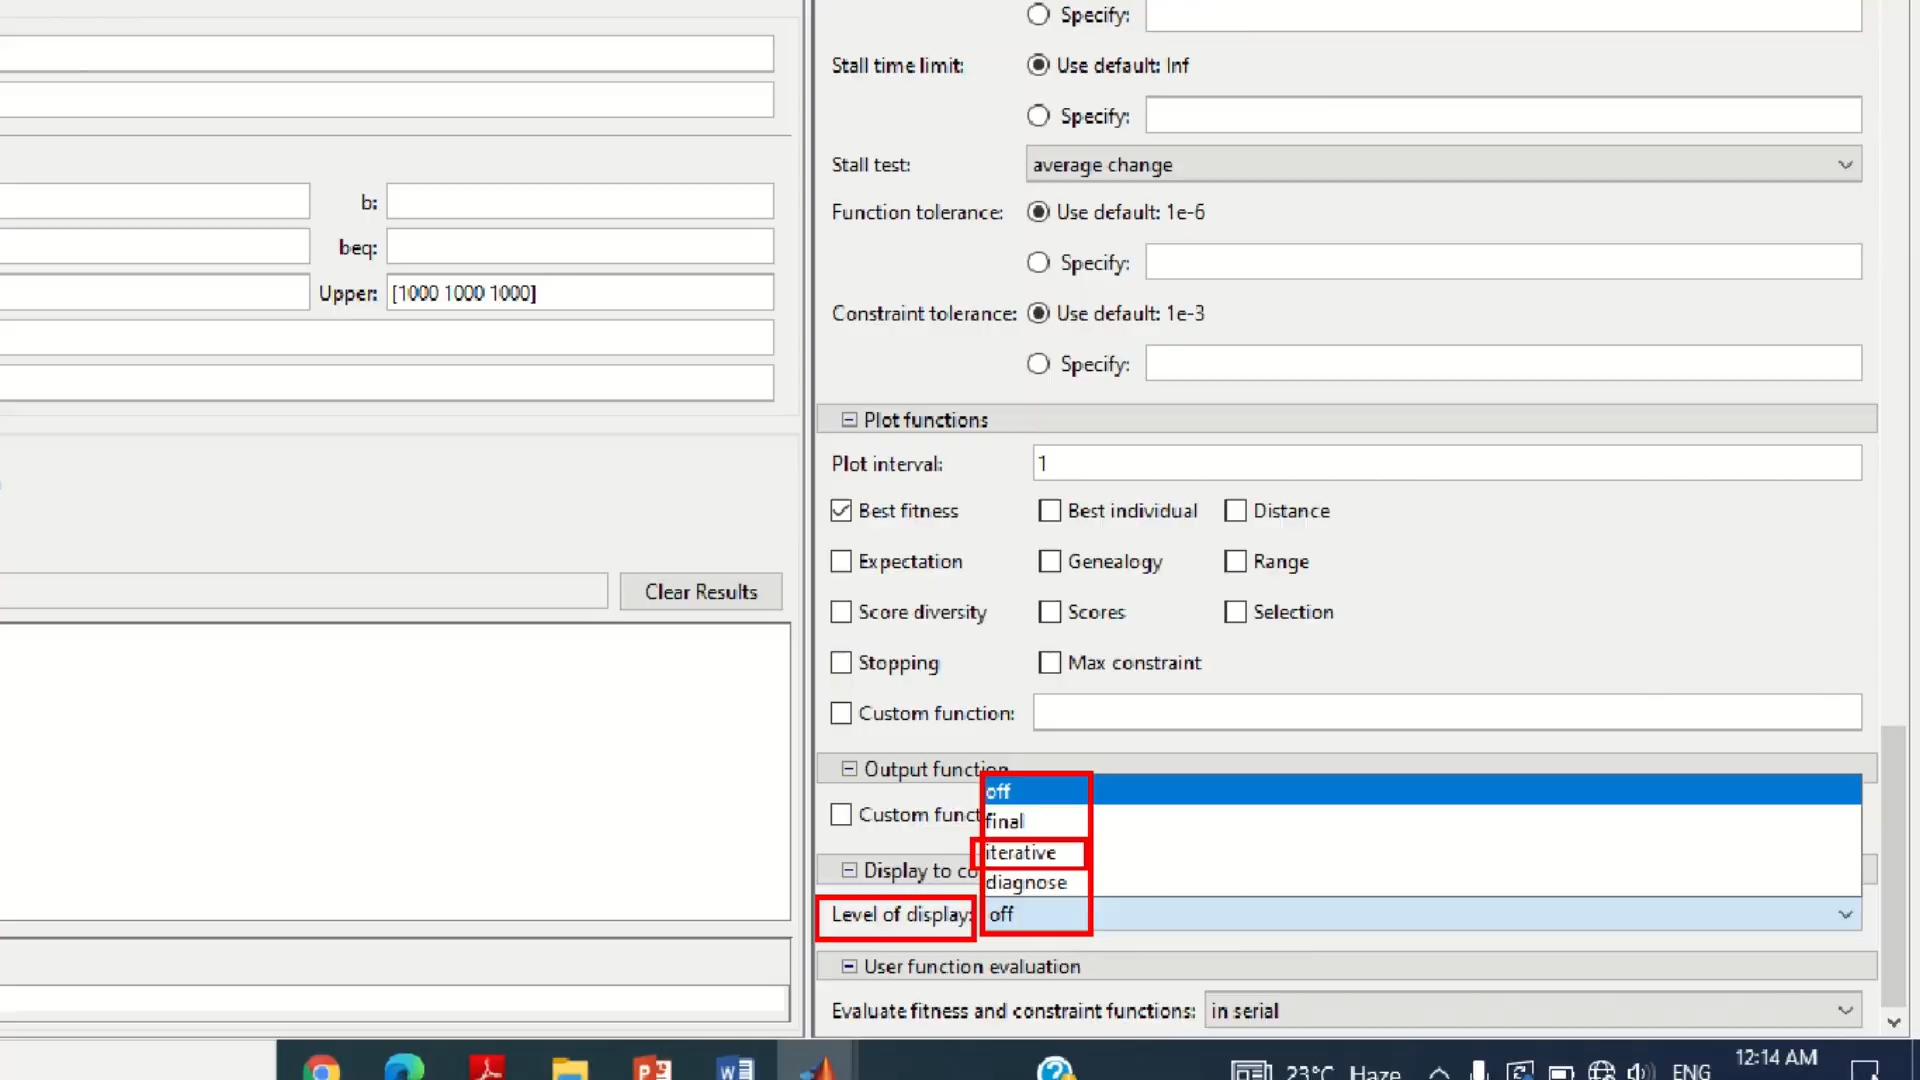 Specify:
Stall time limit:
Use default: Inf
Specify:
Stall test:
average change
b:
Function tolerance:
Use default: 1e-6
beq:
Specify:
Upper:
[1000 1000 1000]
Constraint tolerance:
Use default: 1e-3
Specify:
Plot functions
Plot interval:
1
Best fitness
Best individual
Distance
Expectation
Genealogy
Range
Clear Results
Score diversity
Scores
Selection
Stopping
Max constraint
Custom function:
Output function
off
Custom funct
final
iterative
Display to co
diagnose
Level of display:
off
User function evaluation
Evaluate fitness and constraint functions:
in serial
23°C Haze
ENG
12:14 AM